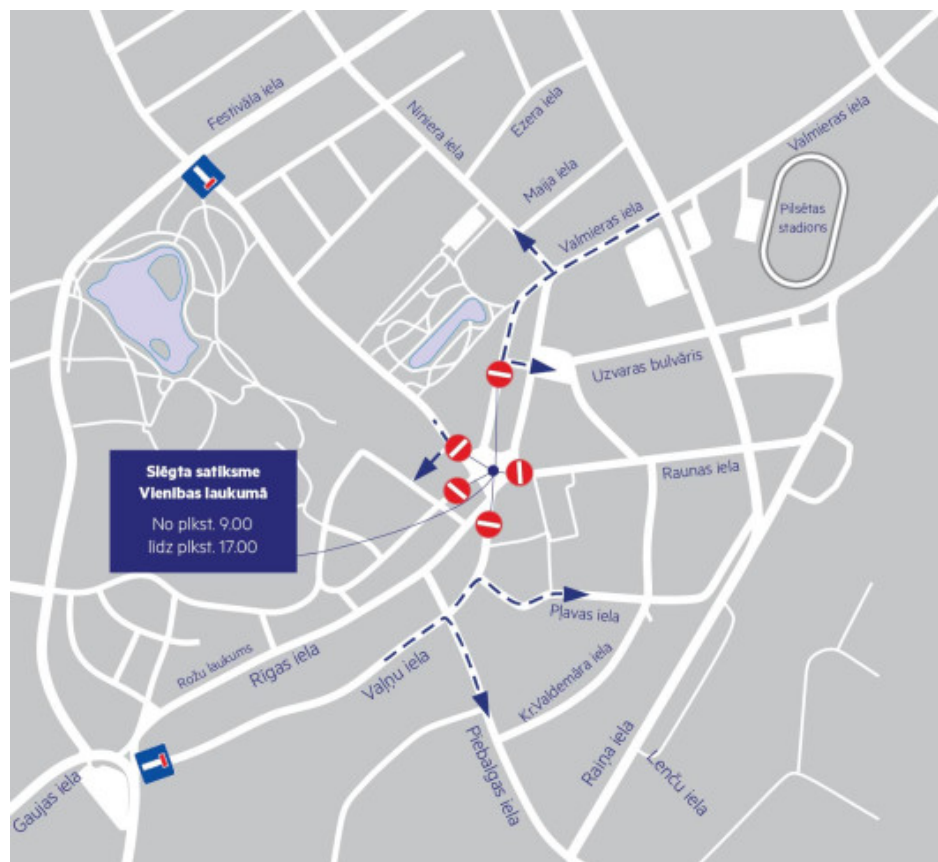 Festivāla iela
Niniera iela
Ezera iela
Maija iela
Valmieras iela
Valmieras iela
Pilsētas
stadions
Uzvaras bulvāris
Raunas iela
Slēgta satiksme
Vienības laukumā
No plkst. 9.00
līdz plkst. 17.00
Pļavas iela
Rožu laukums
Rīgas iela
Vaļņu iela
Kr.Valdemāra iela
Piebalgas iela
Raiņa iela
Lenču iela
Gaujas iela